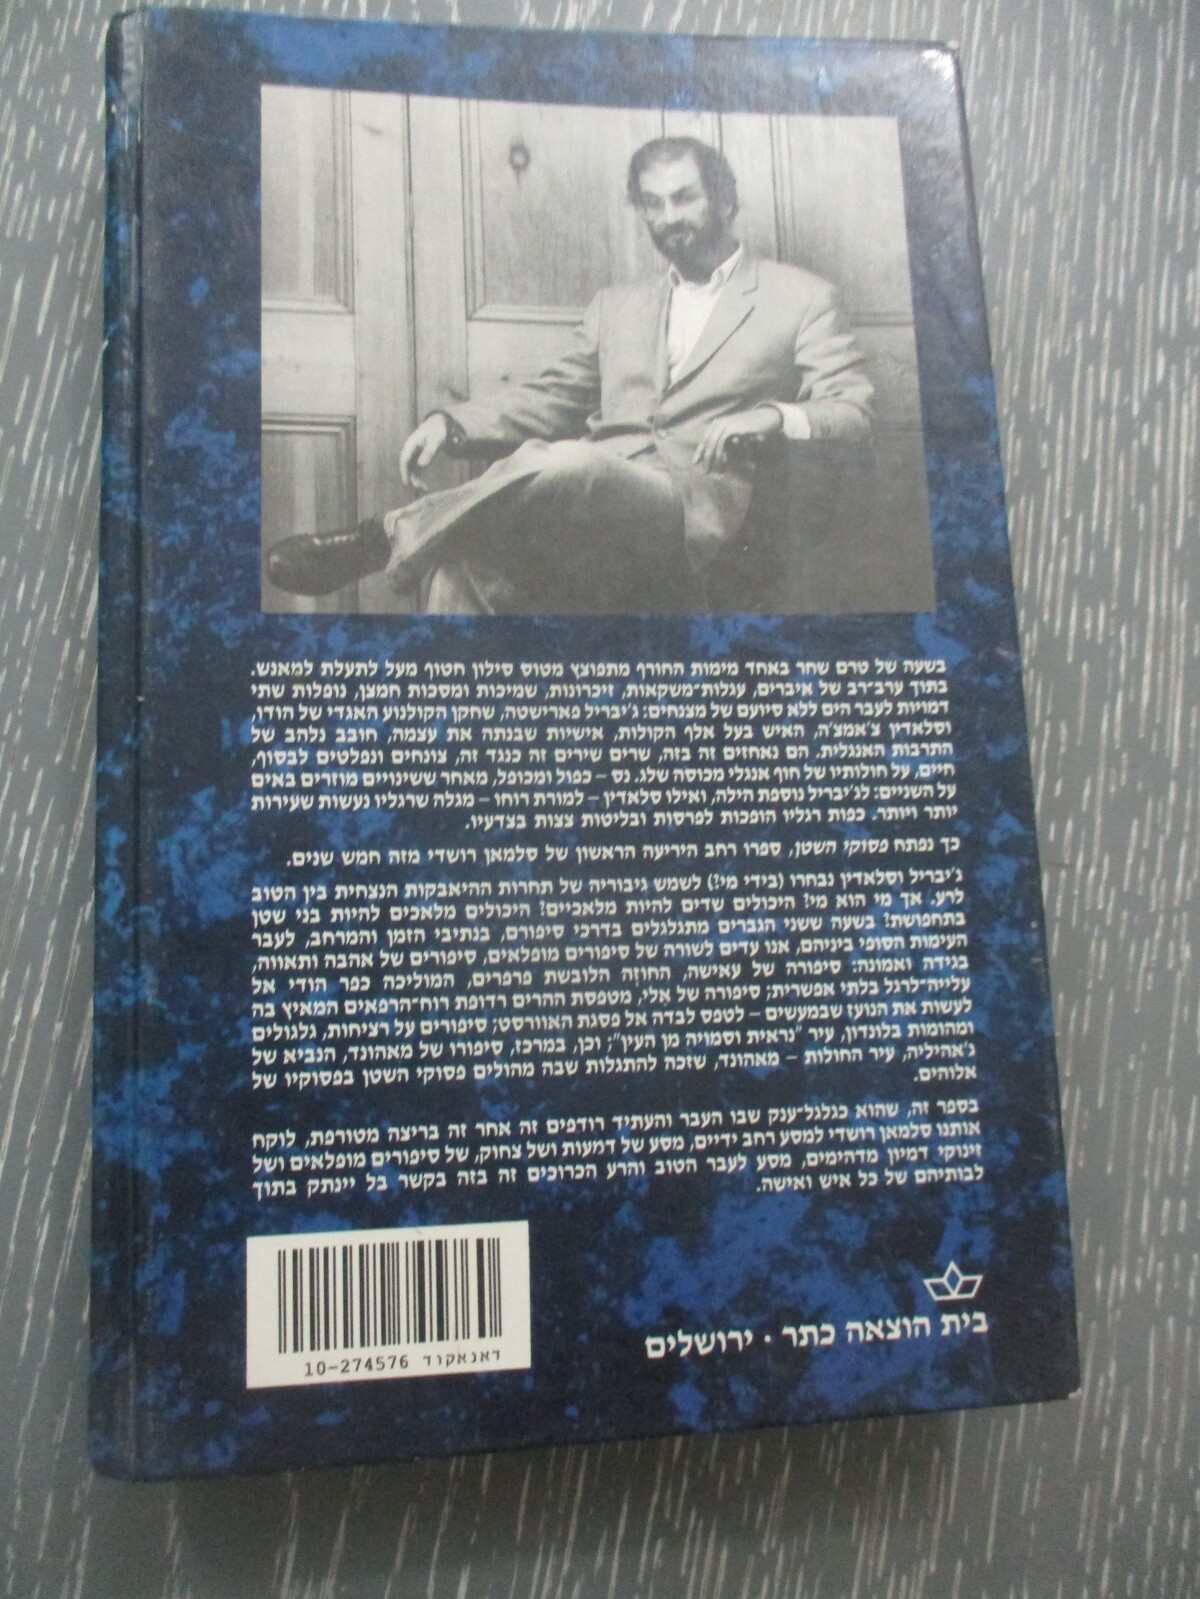 בשעה של טרם שחר באחד מימות החורף מתפוצץ מטוס סילון חטוף מעל לתעלת למאנש.
בתוך ערב־רב של איברים, עגלות־משקאות, זיכרונות, שמיכות ומסכות חמצן, נופלות שתי
דמויות לעבר הים ללא סיועם של מצנחים: ג'יבריל פארישטה, שחקן הקולנוע האגדי של הודו,
וסלאדין צ'אמצ'ה, האיש בעל אלף הקולות, אישיות שבנתה את עצמה, חובב נלהב של
התרבות האנגלית. הם נאחזים זה בזה, שרים שירים זה כנגד זה, צונחים ונפלטים לבסוף,
חיים, על חולותיו של חוף אנגלי מכוסה שלג. נס – כפול ומכופל, מאחר ששינויים מוזרים באים
על השניים: לג'יבריל נוספת הילה, ואילו סלאדין – למורת רוחו – מגלה שרגליו נעשות שעירות
יותר ויותר. כפות רגליו הופכות לפרסות ובליטות צצות בצדעיו.
כך נפתח פסוקי השטן, ספרו רחב היריעה הראשון של סלמאן רושדי מזה חמש שנים.
ג'יבריל וסלאדין נבחרו (בידי מי?) לשמש גיבוריה של תחרות ההיאבקות הנצחית בין הטוב
לרע. אך מי הוא מי? היכולים שדים להיות מלאכיים? היכולים מלאכים להיות בני שטן
בתחפושת? בשעה ששני הגברים מתגלגלים בדרכי סיפורם, בנתיבי הזמן והמרחב, לעבר
העימות הסופי ביניהם, אנו עדים לשורה של סיפורים מופלאים, סיפורים של אהבה ותאווה,
בגידה ואמונה: סיפורה של עאישה, החוזה הלובשת פרפרים, המוליכה כפר הודי אל
עלייה־לרגל בלתי אפשרית; סיפורה של אלי, מטפסת ההרים רדופת רוח־הרפאים המאיץ בה
לעשות את הנועז שבמעשים – לטפס לבדה אל פסגת האוורסט; סיפורים על רציחות, גלגולים
ומהומות בלונדון, עיר "נראית וסמויה מן העין"; וכן, במרכז, סיפורו של מאהונד, הנביא של
ג'אהיליה, עיר החולות – מאהונד, שזכה להתגלות שבה מהולים פסוקי השטן בפסוקיו של
אלוהים.
בספר זה, שהוא כגלגל־ענק שבו העבר והעתיד רודפים זה אחר זה בריצה מטורפת, לוקח
אותנו סלמאן רושדי למסע רחב ידיים, מסע של דמעות ושל צחוק, של סיפורים מופלאים ושל
זינוקי דמיון מדהימים, מסע לעבר הטוב והרע הכרוכים זה בזה בקשר בל יינתק בתוך
לבותיהם של כל איש ואישה.
בית הוצאה כתר · ירושלים
דאנאקוד 10-274576